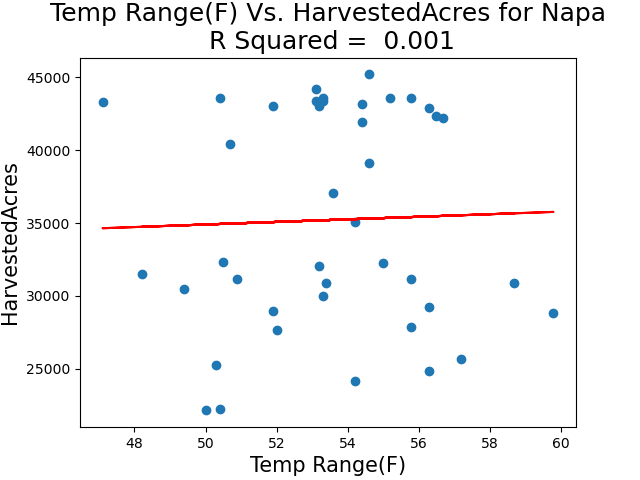 Temp Range(F) Vs. HarvestedAcres for Napa
R Squared =  0.001
45000
40000
35000
30000
25000
HarvestedAcres
48 50 52 54 56 58 60
Temp Range(F)